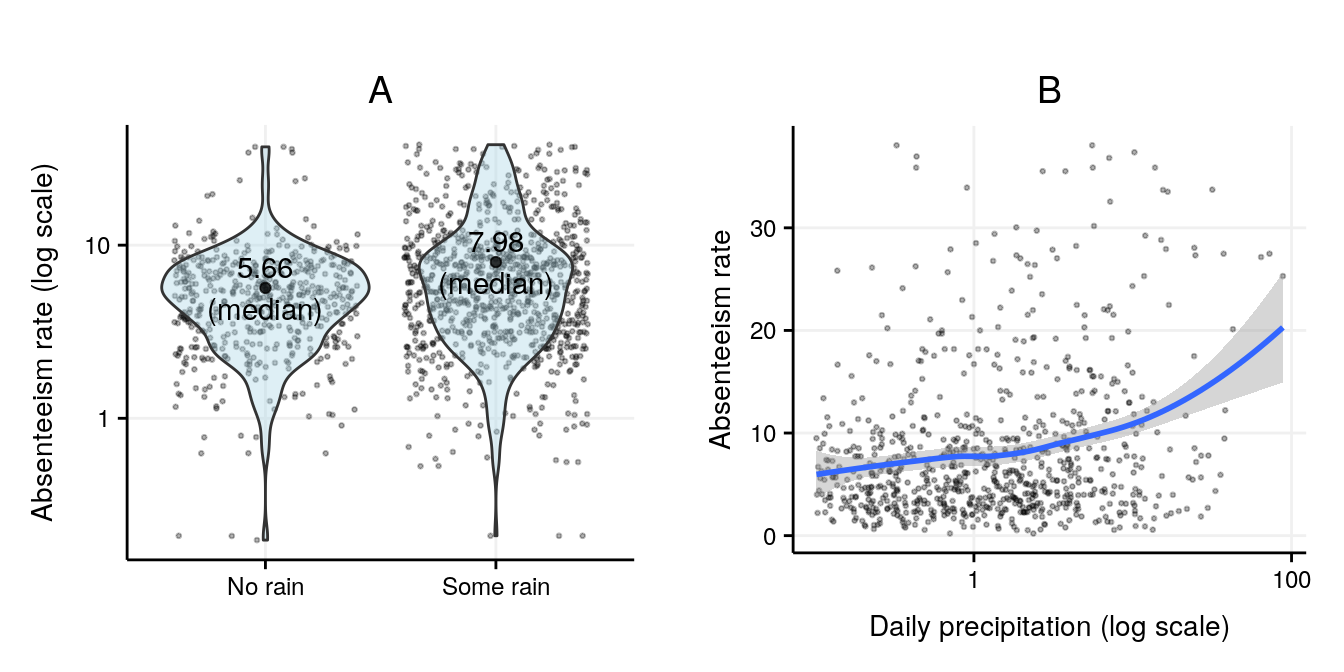 A
Absenteeism rate (log scale)
10
1
5.66
(median)
7.98
(median)
No rain
Some rain
B
Absenteeism rate
30
20
10
0
1
100
Daily precipitation (log scale)